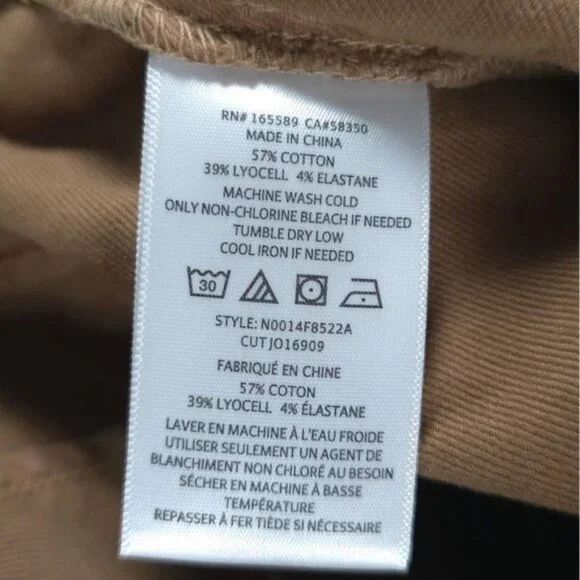 RN# 165589 CA#58350
MADE IN CHINA
57% COTTON
39% LYOCELL 4% ELASTANE
MACHINE WASH COLD
ONLY NON-CHLORINE BLEACH IF NEEDED
TUMBLE DRY LOW
COOL IRON IF NEEDED
30
STYLE: N0014F8522A
CUT JO16909
FABRIQUÉ EN CHINE
57% COTON
39% LYOCELL 4% ÉLASTANE
LAVER EN MACHINE À L'EAU FROIDE
UTILISER SEULEMENT UN AGENT DE
BLANCHIMENT NON CHLORÉ AU BESOIN
SÉCHER EN MACHINE À BASSE
TEMPÉRATURE
REPASSER À FER TIÈDE SI NÉCESSAIRE